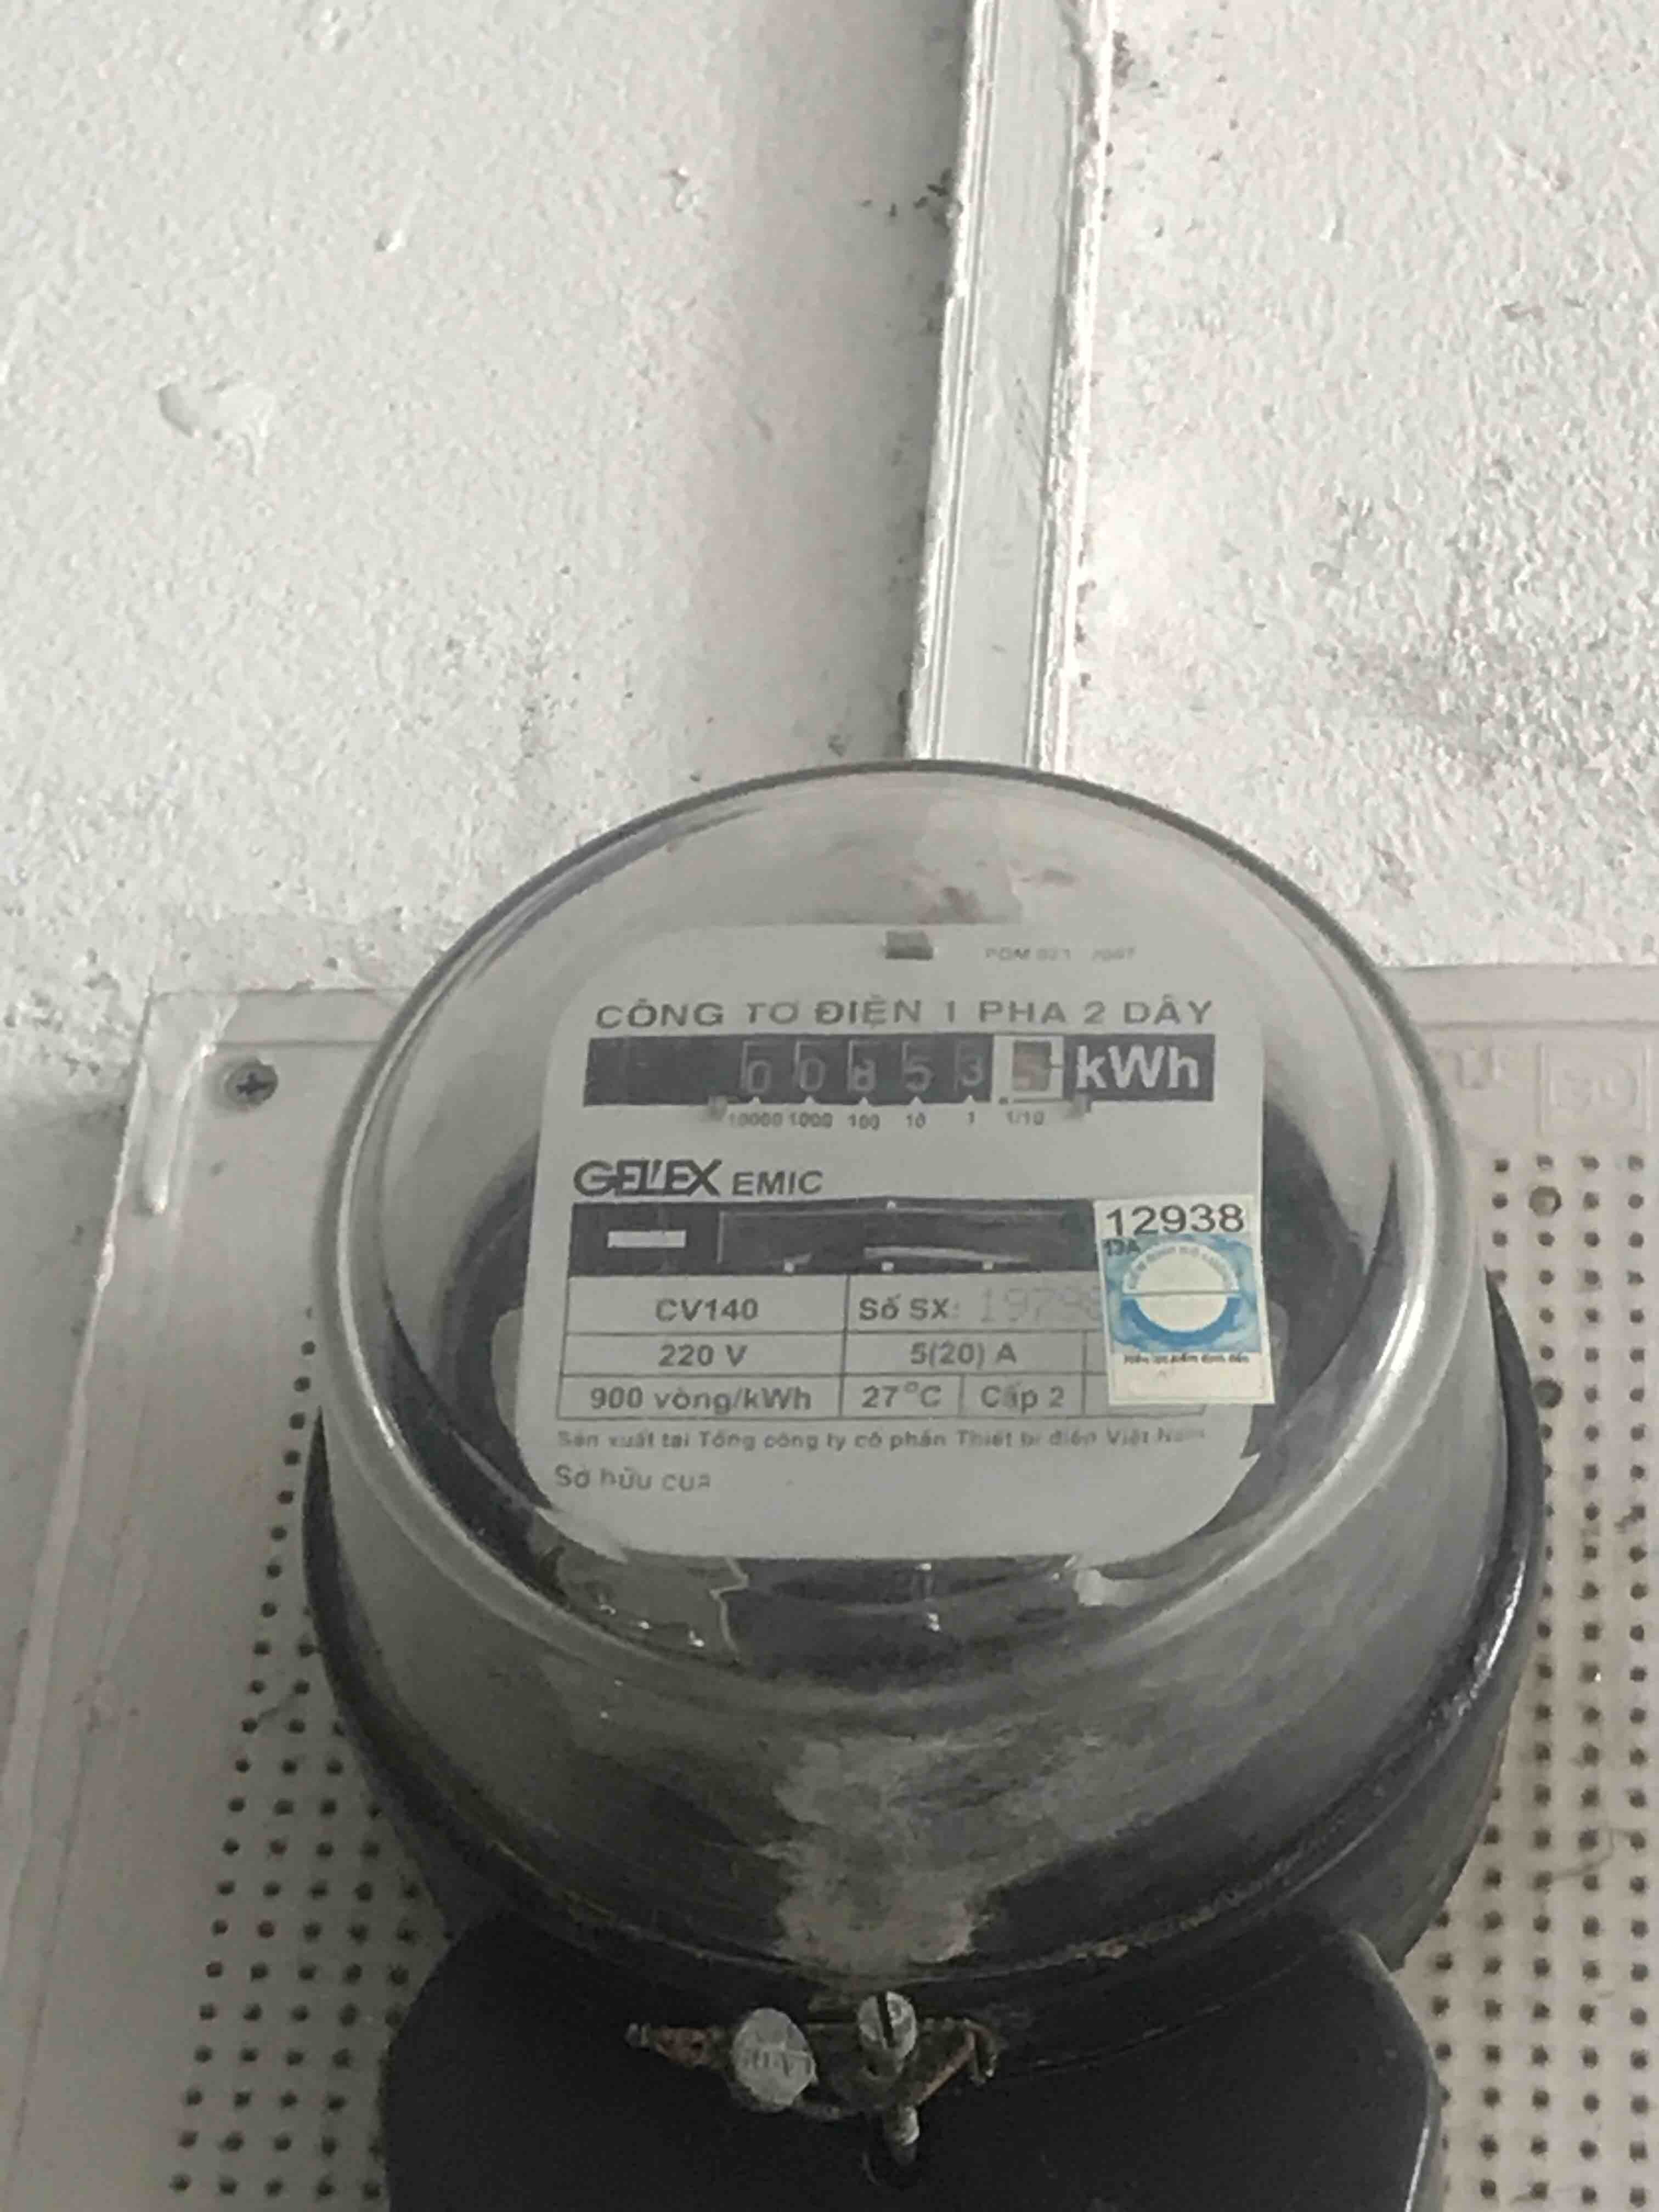 CÔNG TƠ ĐIỆN 1 PHA 2 DÂY
0 0 8 5 3 kWh
10000 1000 100 10 1 1/10
GELEX EMIC
12938
CV140 Số SX:
220 V 5(20) A
900 vòng/kWh 27°C Cấp 2
Sản xuất tại Tổng công ty cổ phần Thiết bị điện Việt Nam
Sở hữu của